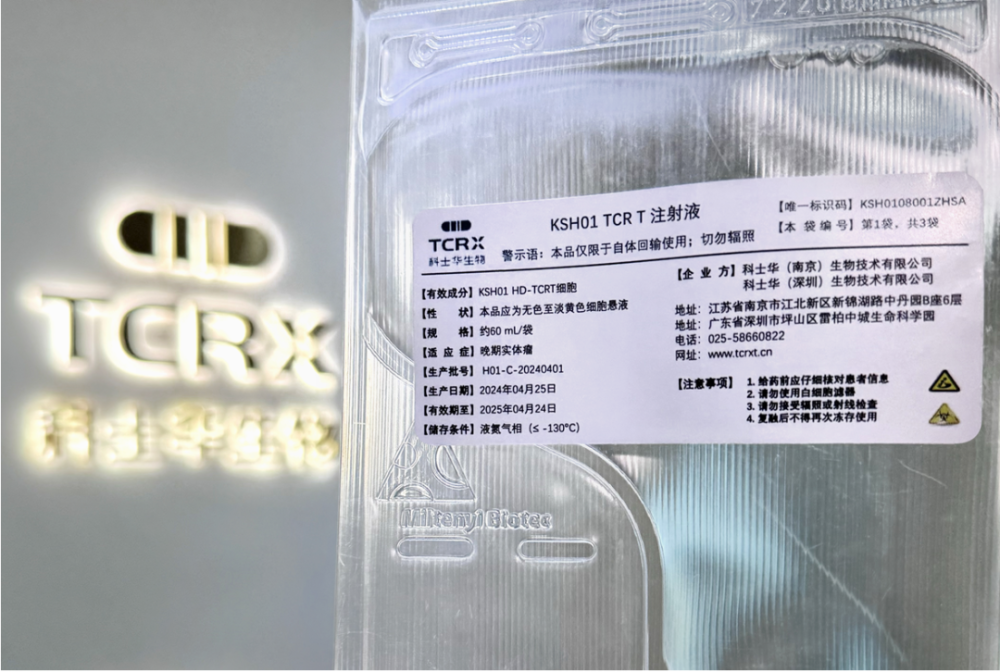 TCRX
科士华生物
TCRX
科士华生物
KSH01 TCR T 注射液
警示语：本品仅限于自体回输使用；切勿辐照
【唯一标识码】KSH0108001ZHSA
【本 袋 编 号】第1袋，共3袋
【有效成分】KSH01 HD-TCRT细胞
【性　　状】本品应为无色至淡黄色细胞悬液
【规　　格】约60 mL/袋
【适 应 症】晚期实体瘤
【生产批号】H01-C-20240401
【生产日期】2024年04月25日
【有效期至】2025年04月24日
【储存条件】液氮气相（≤ -130°C）
【企 业 方】科士华（南京）生物技术有限公司
科士华（深圳）生物技术有限公司
地址：江苏省南京市江北新区新锦湖路中丹园B座6层
地址：广东省深圳市坪山区雷柏中城生命科学园
电话：025-58660822
网址：www.tcrxt.cn
【注意事项】1. 给药前应仔细核对患者信息
2. 请勿使用白细胞滤器
3. 请勿接受辐照或射线检查
4. 复融后不得再次冻存使用
Miltenyi Biotec